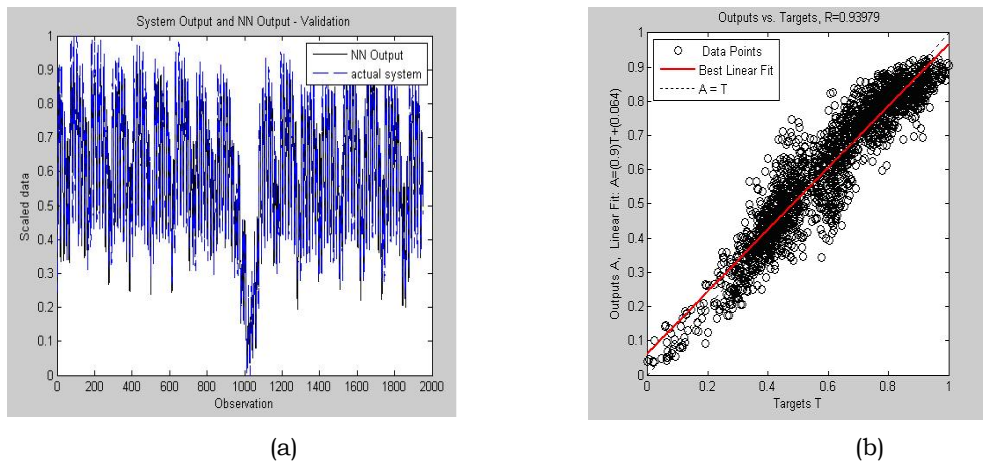 System Output and NN Output - Validation
NN Output
actual system
Scaled data
1
0.9
0.8
0.7
0.6
0.5
0.4
0.3
0.2
0.1
0
0 200 400 600 800 1000 1200 1400 1600 1800 2000
Observation
(a)
Outputs vs. Targets, R=0.93979
Data Points
Best Linear Fit
A = T
Outputs A, Linear Fit: A=(0.9)T+(0.064)
1
0.9
0.8
0.7
0.6
0.5
0.4
0.3
0.2
0.1
0
0 0.2 0.4 0.6 0.8 1
Targets T
(b)